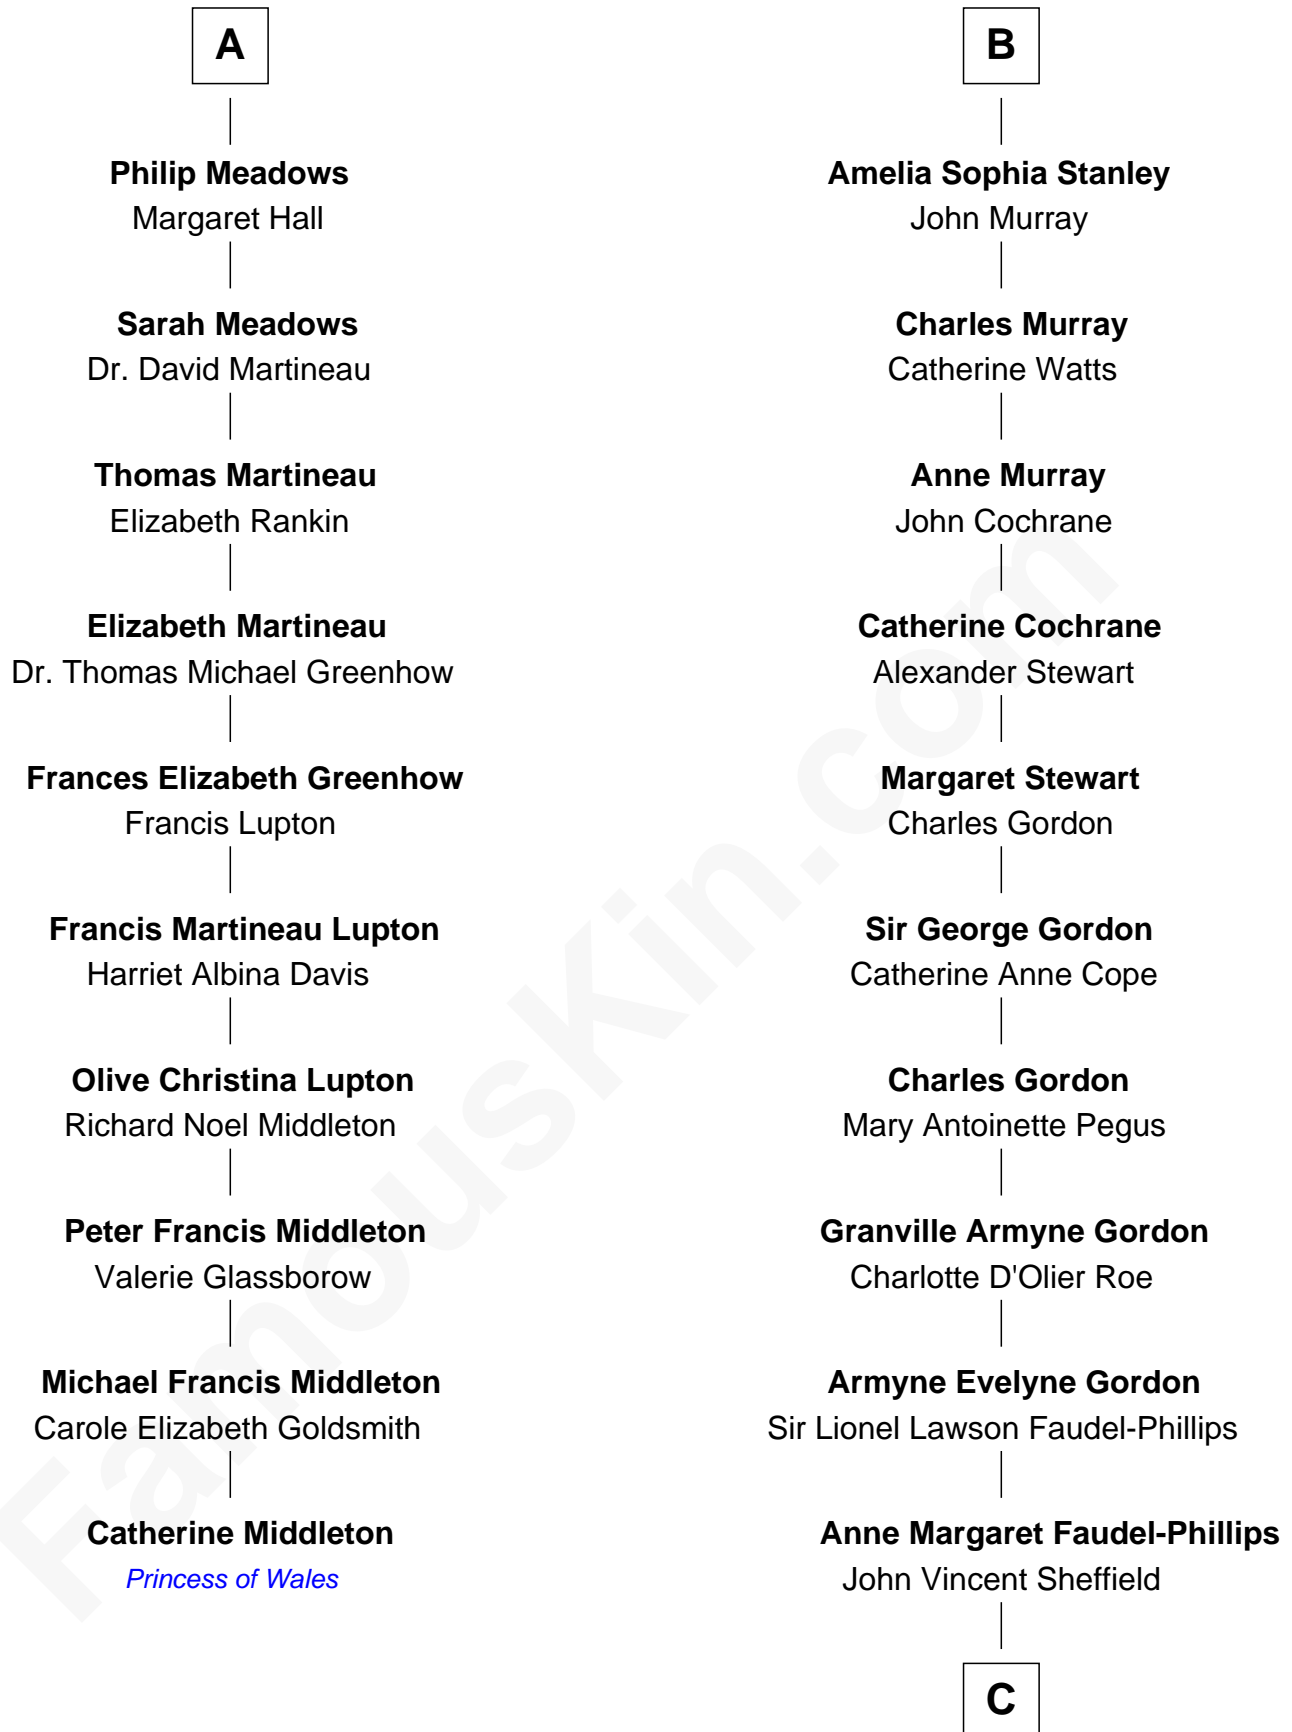 A
Philip Meadows
Margaret Hall
Sarah Meadows
Dr. David Martineau
Thomas Martineau
Elizabeth Rankin
Elizabeth Martineau
Dr. Thomas Michael Greenhow
Frances Elizabeth Greenhow
Francis Lupton
Francis Martineau Lupton
Harriet Albina Davis
Olive Christina Lupton
Richard Noel Middleton
Peter Francis Middleton
Valerie Glassborow
Michael Francis Middleton
Carole Elizabeth Goldsmith
Catherine Middleton
Princess of Wales
B
Amelia Sophia Stanley
John Murray
Charles Murray
Catherine Watts
Anne Murray
John Cochrane
Catherine Cochrane
Alexander Stewart
Margaret Stewart
Charles Gordon
Sir George Gordon
Catherine Anne Cope
Charles Gordon
Mary Antoinette Pegus
Granville Armyne Gordon
Charlotte D'Olier Roe
Armyne Evelyne Gordon
Sir Lionel Lawson Faudel-Phillips
Anne Margaret Faudel-Phillips
John Vincent Sheffield
C
FamousKin.com